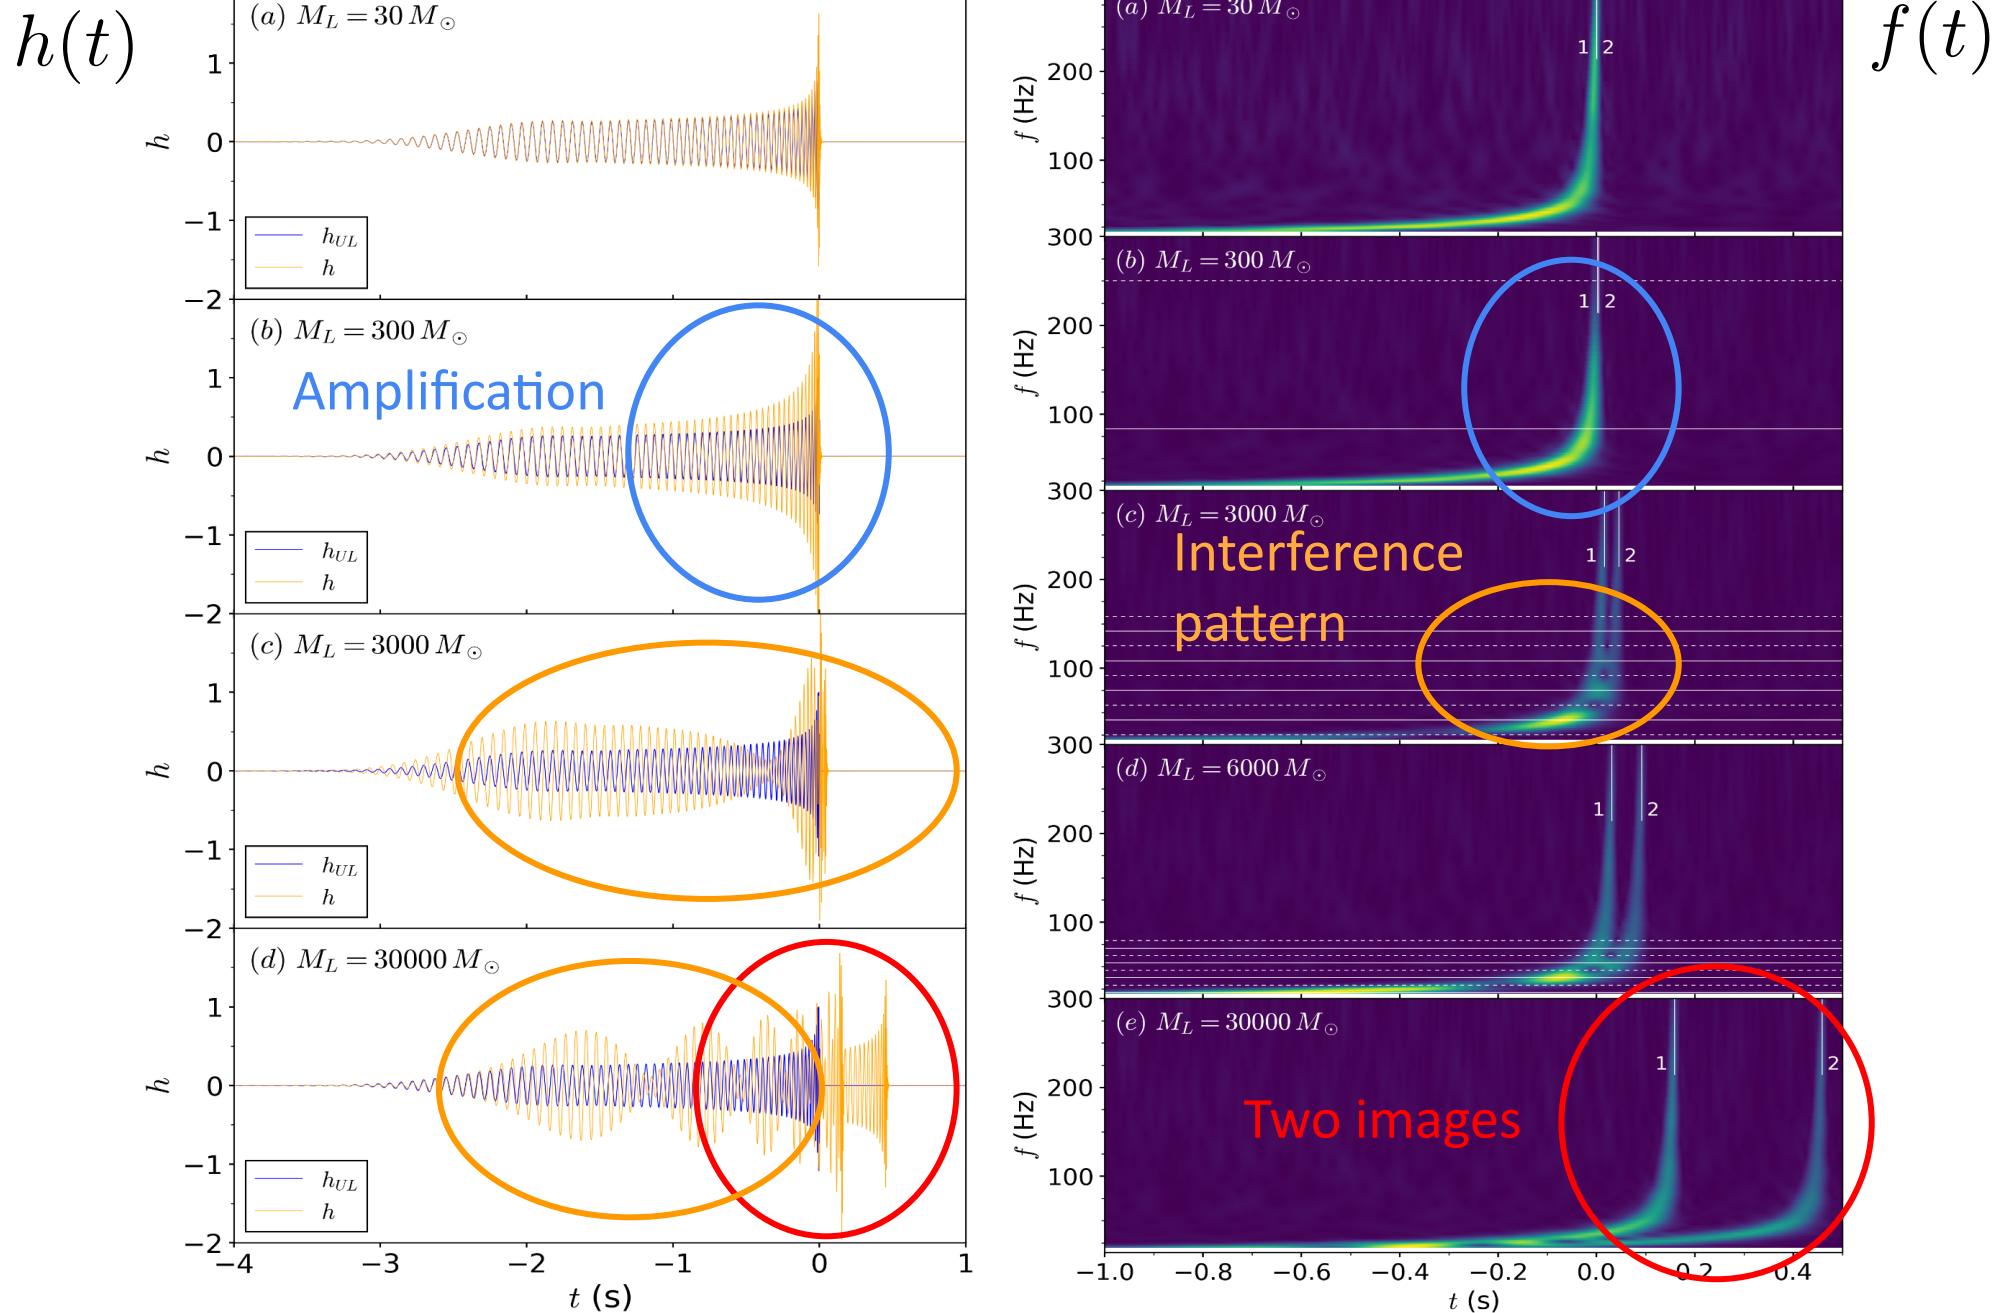 h(t)
(a) M_L = 30 M_⊙
1
0
−1
−2
h
h_UL
h
(b) M_L = 300 M_⊙
Amplification
1
0
−1
−2
h
h_UL
h
(c) M_L = 3000 M_⊙
1
0
−1
−2
h
h_UL
h
(d) M_L = 30000 M_⊙
1
0
−1
−2
h
h_UL
h
−4 −3 −2 −1 0 1
t (s)
f(t)
(a) M_L = 30 M_⊙
1 2
200
100
f (Hz)
300
(b) M_L = 300 M_⊙
1 2
200
100
f (Hz)
300
(c) M_L = 3000 M_⊙
Interference
pattern
1 2
200
100
f (Hz)
300
(d) M_L = 6000 M_⊙
1 2
200
100
f (Hz)
300
(e) M_L = 30000 M_⊙
1 2
Two images
200
100
f (Hz)
−1.0 −0.8 −0.6 −0.4 −0.2 0.0 0.2 0.4
t (s)